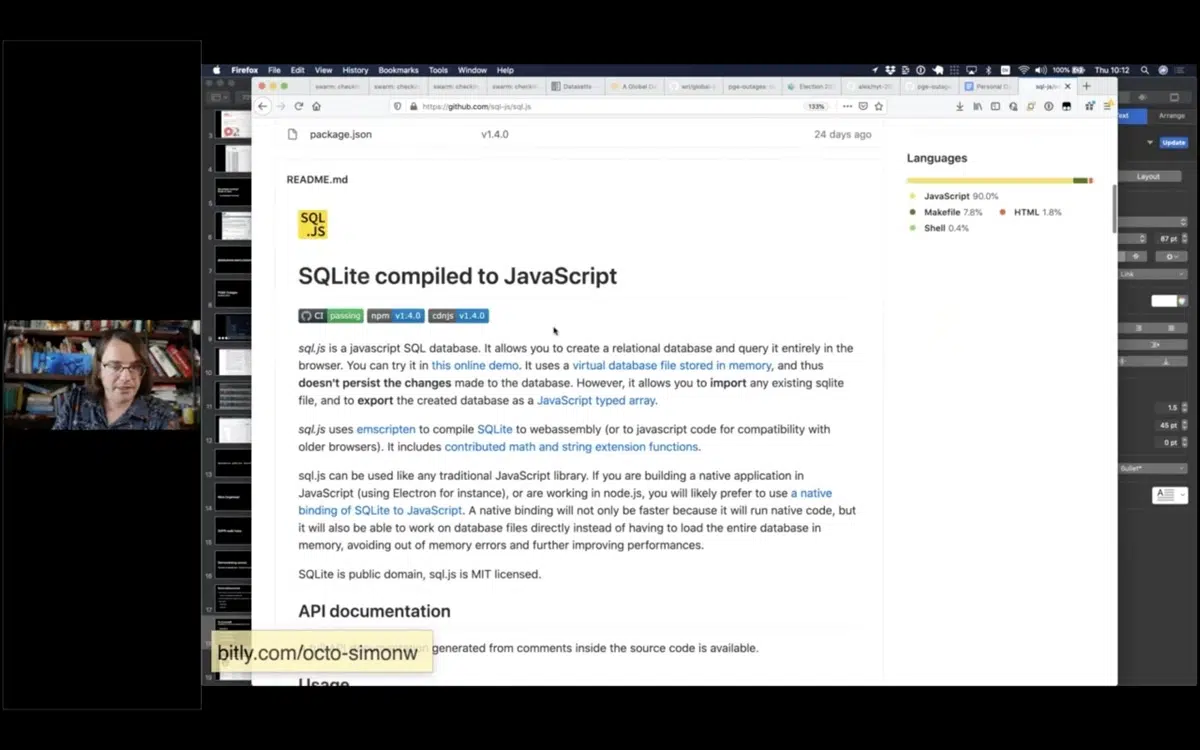 Firefox File Edit View History Bookmarks Tools Window Help
100%
Thu 10:12
https://github.com/sql-js/sql.js
133%
package.json v1.4.0 24 days ago
README.md
SQL
.JS
SQLite compiled to JavaScript
CI passing npm v1.4.0 cdnjs v1.4.0
sql.js is a javascript SQL database. It allows you to create a relational database and query it entirely in the
browser. You can try it in this online demo. It uses a virtual database file stored in memory, and thus
doesn't persist the changes made to the database. However, it allows you to import any existing sqlite
file, and to export the created database as a JavaScript typed array.
sql.js uses emscripten to compile SQLite to webassembly (or to javascript code for compatibility with
older browsers). It includes contributed math and string extension functions.
sql.js can be used like any traditional JavaScript library. If you are building a native application in
JavaScript (using Electron for instance), or are working in node.js, you will likely prefer to use a native
binding of SQLite to JavaScript. A native binding will not only be faster because it will run native code, but
it will also be able to work on database files directly instead of having to load the entire database in
memory, avoiding out of memory errors and further improving performances.
SQLite is public domain, sql.js is MIT licensed.
API documentation
generated from comments inside the source code is available.
Usage
bitly.com/octo-simonw
Languages
JavaScript 90.0%
Makefile 7.8% HTML 1.8%
Shell 0.4%
Arrange
Update
Layout
87 pt
Link
1.5
45 pt
0 pt
Bullet*